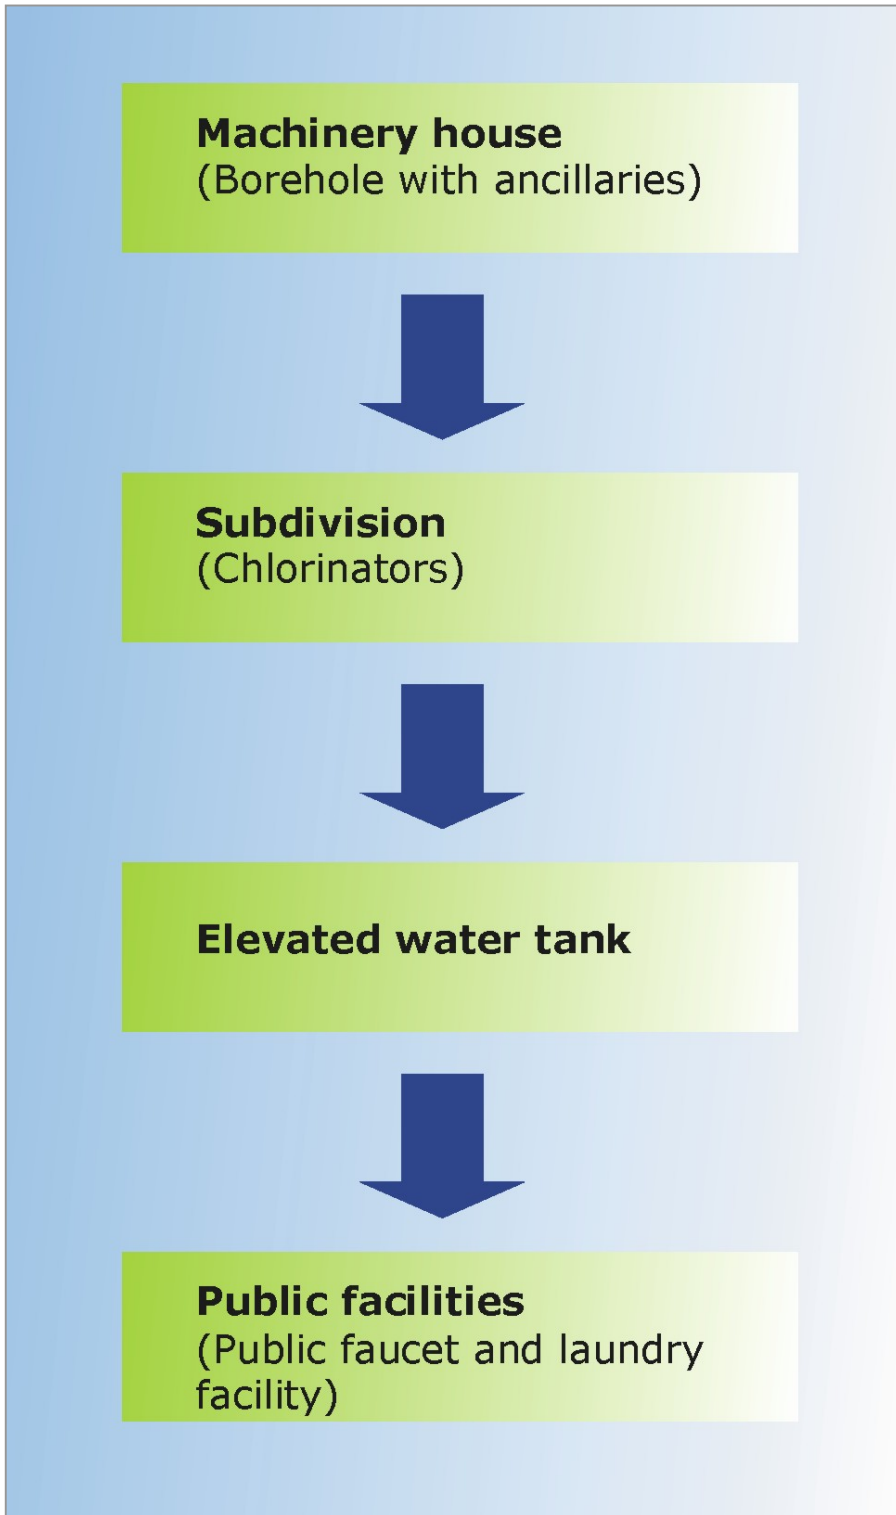 Machinery house
(Borehole with ancillaries)
Subdivision
(Chlorinators)
Elevated water tank
Public facilities
(Public faucet and laundry
facility)